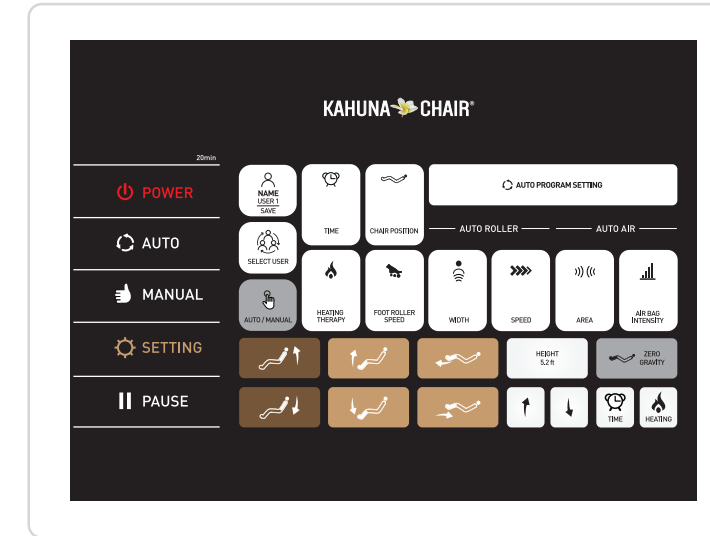 KAHUNA CHAIR®
20min
POWER
AUTO
MANUAL
SETTING
PAUSE
NAME
USER 1
SAVE
TIME
CHAIR POSITION
AUTO PROGRAM SETTING
AUTO ROLLER
AUTO AIR
SELECT USER
AUTO / MANUAL
HEATING
THERAPY
FOOT ROLLER
SPEED
WIDTH
SPEED
AREA
AIR BAG
INTENSITY
HEIGHT
5.2 ft
ZERO
GRAVITY
TIME
HEATING